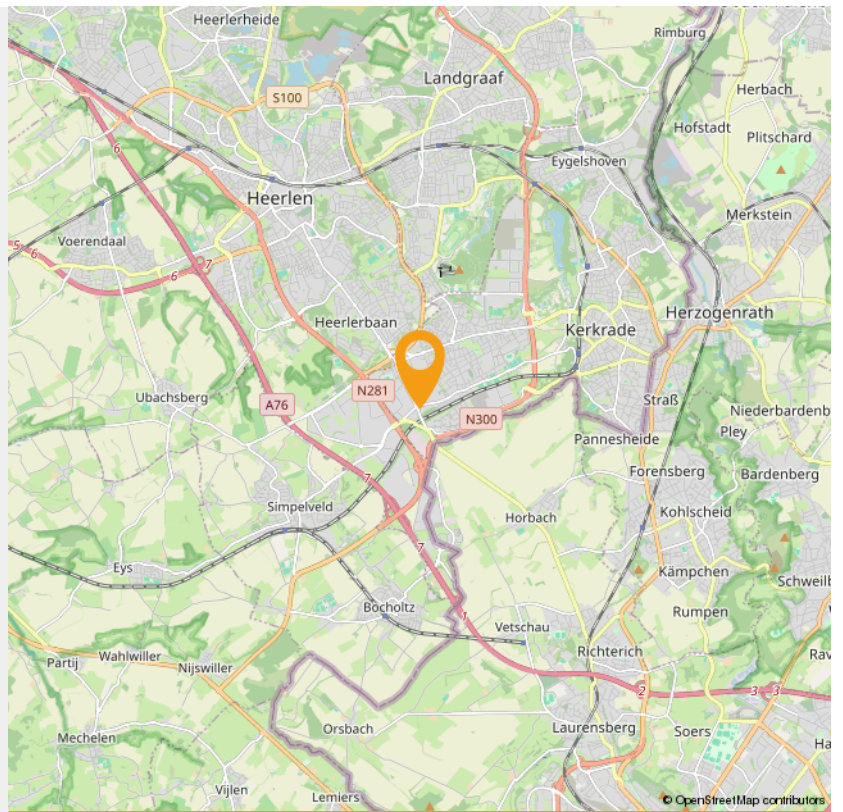 Heerlerheide
Rimburg
Landgraaf
Herbach
S100
Hofstadt
Plitschard
6
Eygelshoven
Heerlen
Merkstein
Voerendaal
5
6
7
6
Heerlerbaan
Kerkrade
Herzogenrath
N281
Ubachsberg
A76
Straß
Niederbardenb
N300
Pley
Pannesheide
Forensberg
Bardenberg
7
Simpelveld
Kohlscheid
Horbach
7
Eys
Kämpchen
Schweilb
Bocholtz
1
Rumpen
Vetschau
Richterich
Partij
Wahlwiller
Nijswiller
Rav
2
3
3
Orsbach
Laurensberg
Soers
Mechelen
Ha
Vijlen
Lemiers
© OpenStreetMap contributors